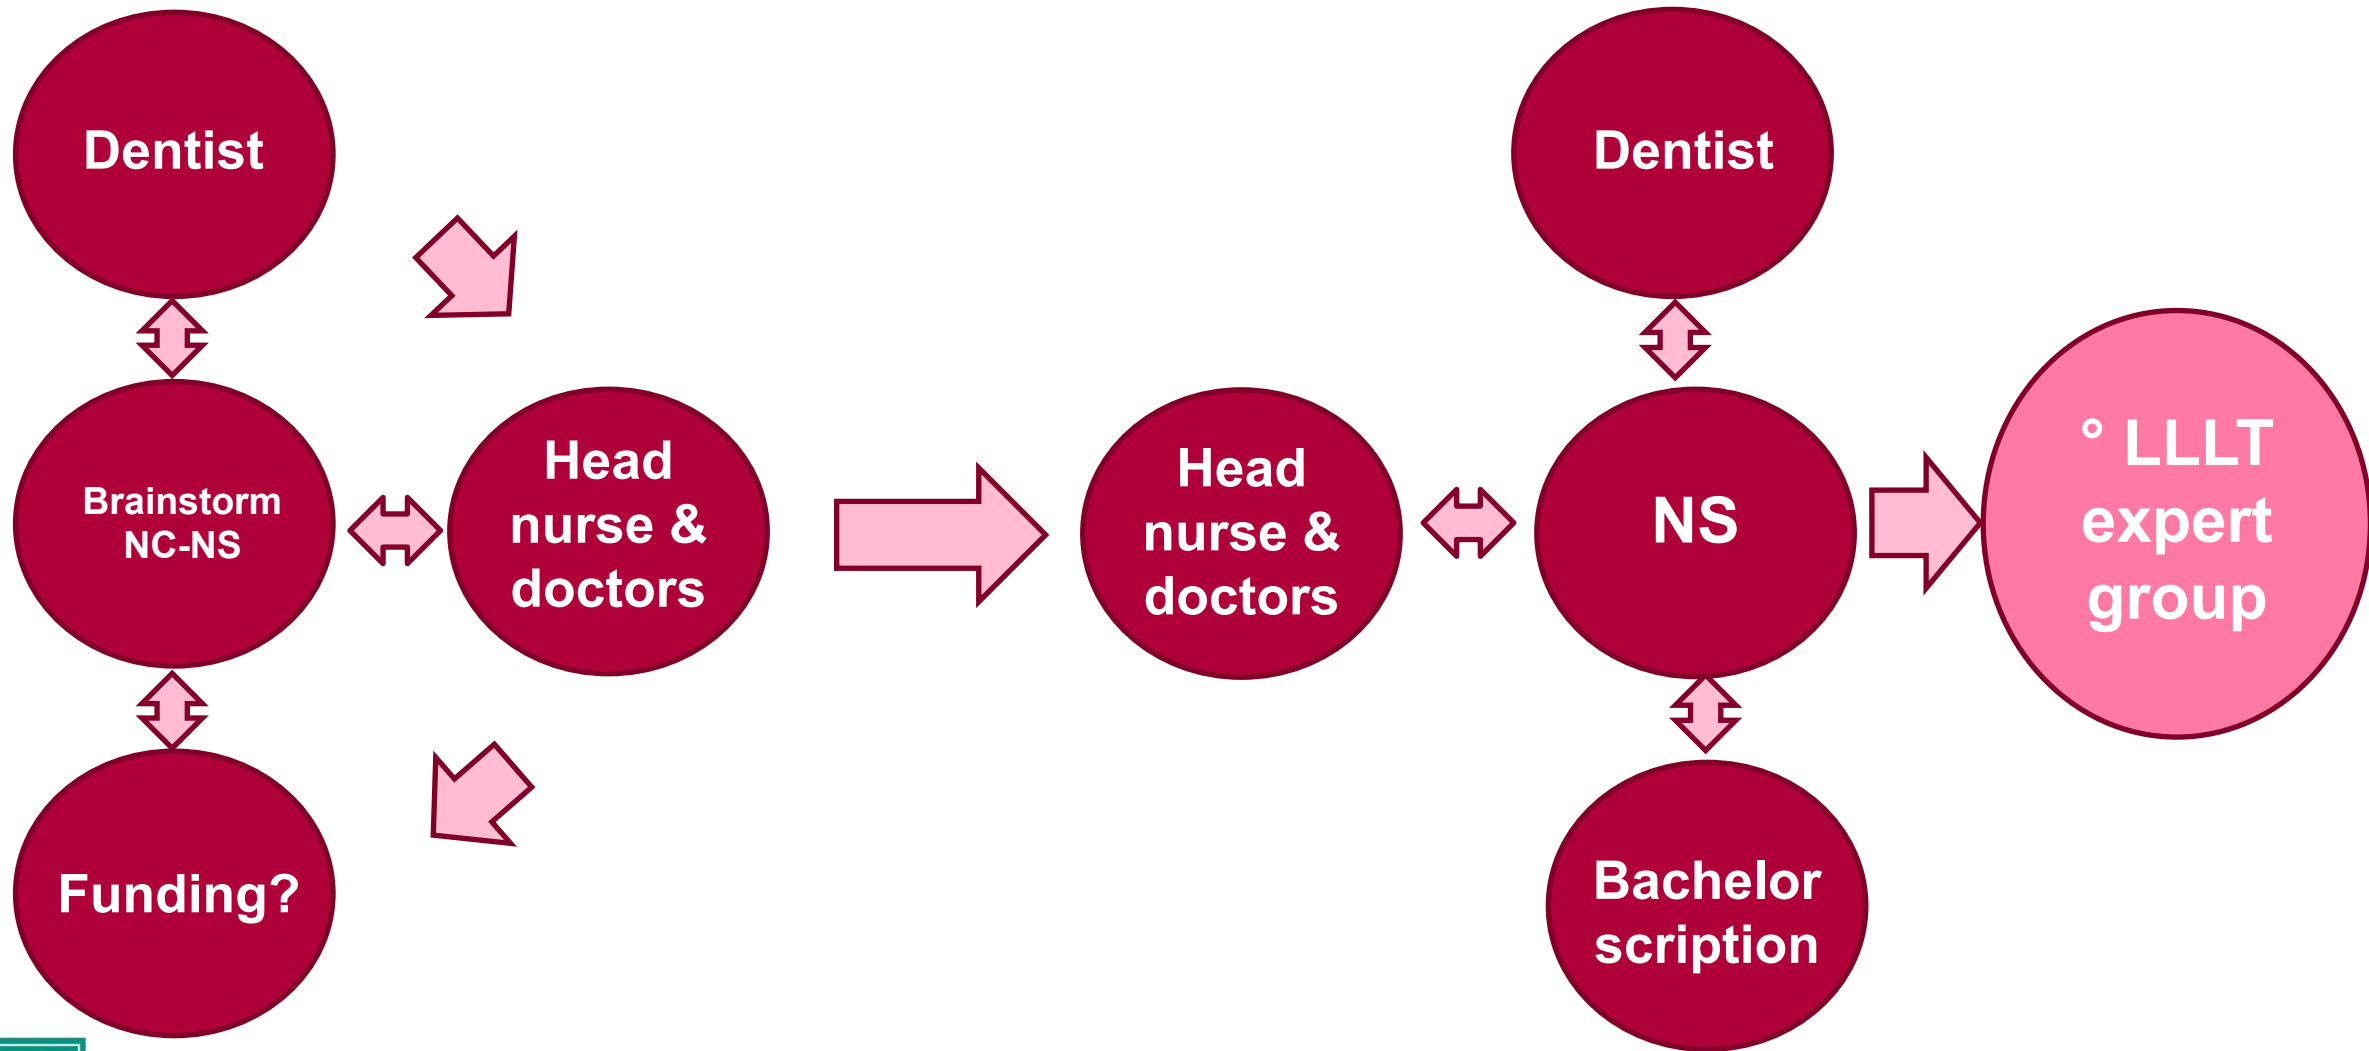 Dentist
Brainstorm
NC-NS
Funding?
Head
nurse &
doctors
Head
nurse &
doctors
Dentist
NS
Bachelor
scription
° LLLT
expert
group